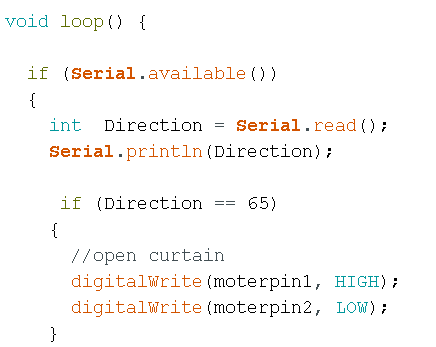 void loop() {
if (Serial.available())
{
int  Direction = Serial.read();
Serial.println(Direction);
if (Direction == 65)
{
//open curtain
digitalWrite(moterpin1, HIGH);
digitalWrite(moterpin2, LOW);
}